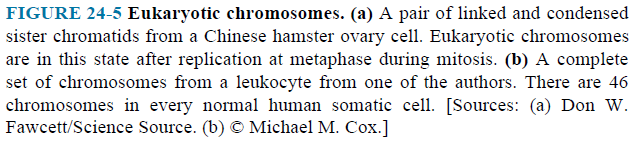 FIGURE 24-5 Eukaryotic chromosomes. (a) A pair of linked and condensed
sister chromatids from a Chinese hamster ovary cell. Eukaryotic chromosomes
are in this state after replication at metaphase during mitosis. (b) A complete
set of chromosomes from a leukocyte from one of the authors. There are 46
chromosomes in every normal human somatic cell. [Sources: (a) Don W.
Fawcett/Science Source. (b) © Michael M. Cox.]